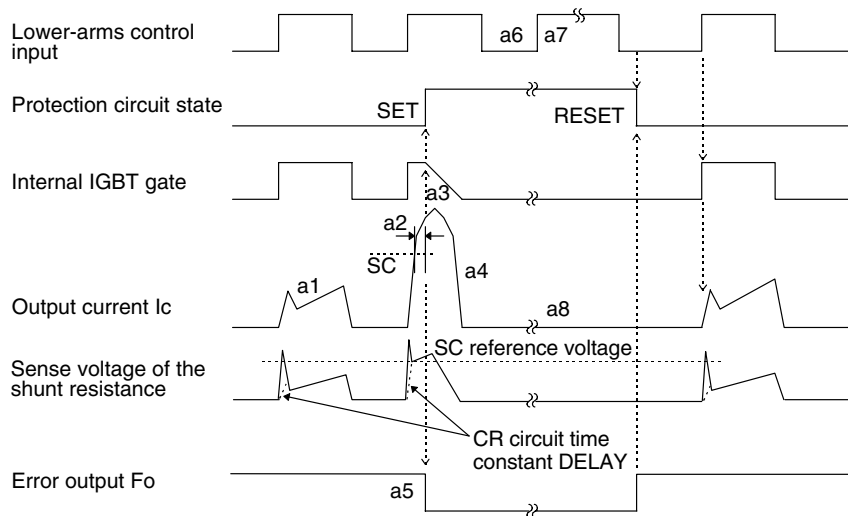 Lower-arms control
input
a6
a7
Protection circuit state
SET
RESET
Internal IGBT gate
a3
a2
SC
a4
a1
Output current Ic
a8
SC reference voltage
Sense voltage of the
shunt resistance
CR circuit time
constant DELAY
Error output Fo
a5